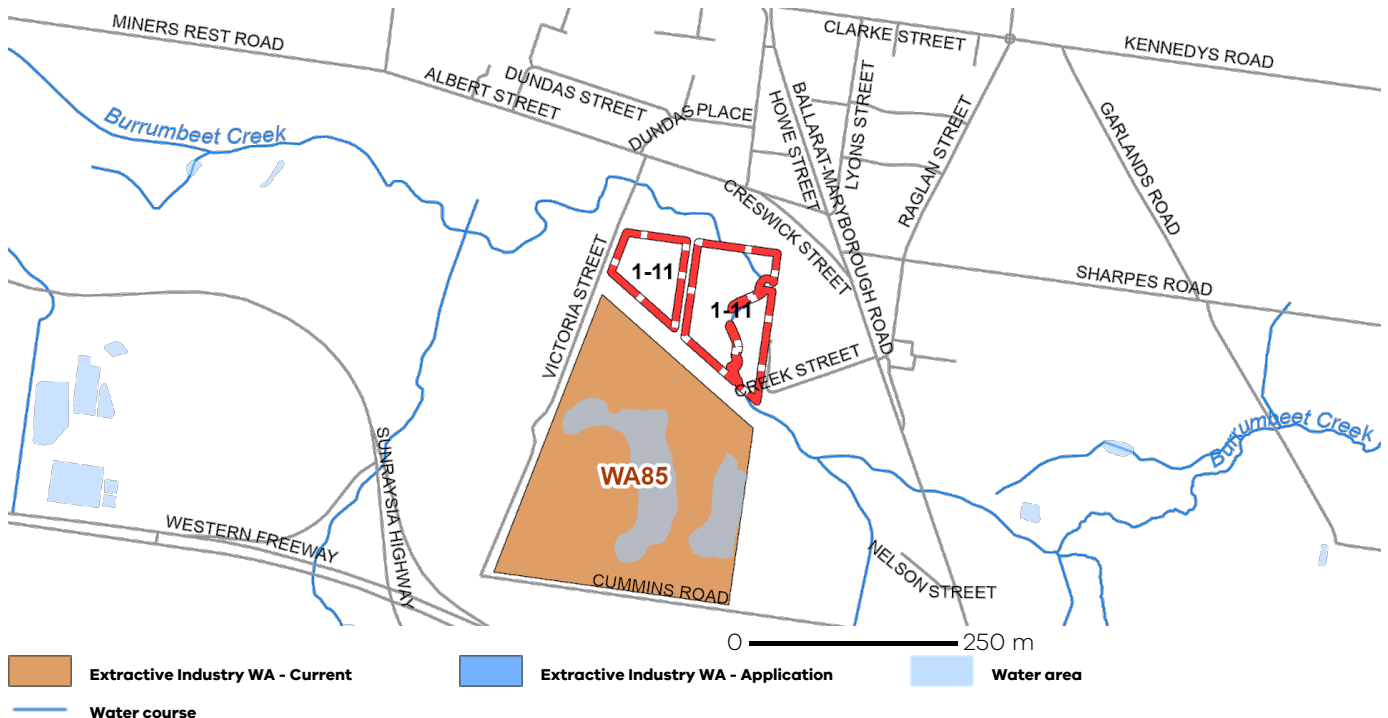 MINERS REST ROAD
CLARKE STREET
KENNEDYS ROAD
ALBERT STREET
DUNDAS STREET
DUNDAS PLACE
HOWE STREET
BALLARAT-MARYBOROUGH ROAD
LYONS STREET
RAGLAN STREET
GARLANDS ROAD
Burrumbeet Creek
CRESWICK STREET
VICTORIA STREET
1-11
1-11
SHARPES ROAD
CREEK STREET
SUNRAYSIA HIGHWAY
WA85
Burrumbeet Creek
WESTERN FREEWAY
NELSON STREET
CUMMINS ROAD
0 250 m
Extractive Industry WA - Current
Extractive Industry WA - Application
Water area
Water course